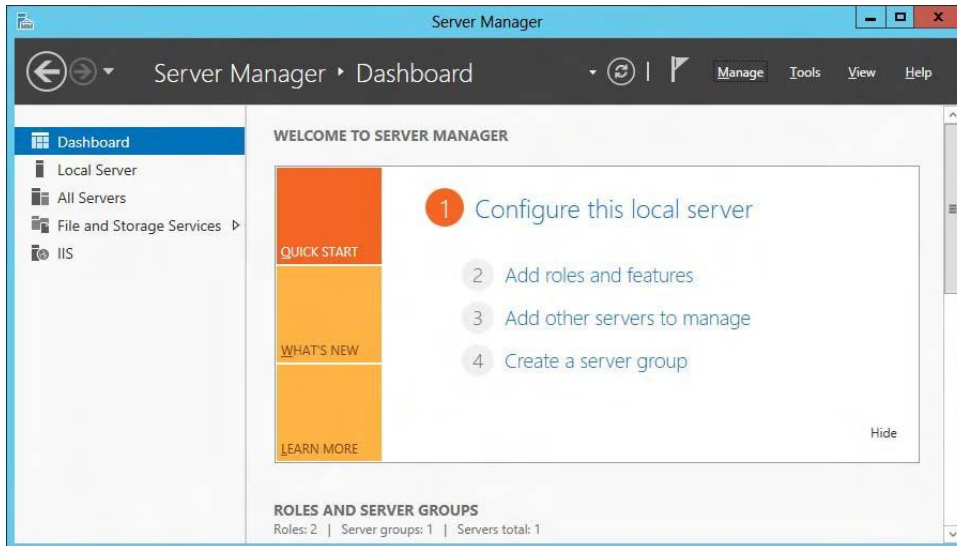 Server Manager
Server Manager ‣ Dashboard
Manage Tools View Help
Dashboard
Local Server
All Servers
File and Storage Services
IIS
WELCOME TO SERVER MANAGER
QUICK START
WHAT'S NEW
LEARN MORE
1 Configure this local server
2 Add roles and features
3 Add other servers to manage
4 Create a server group
Hide
ROLES AND SERVER GROUPS
Roles: 2 | Server groups: 1 | Servers total: 1